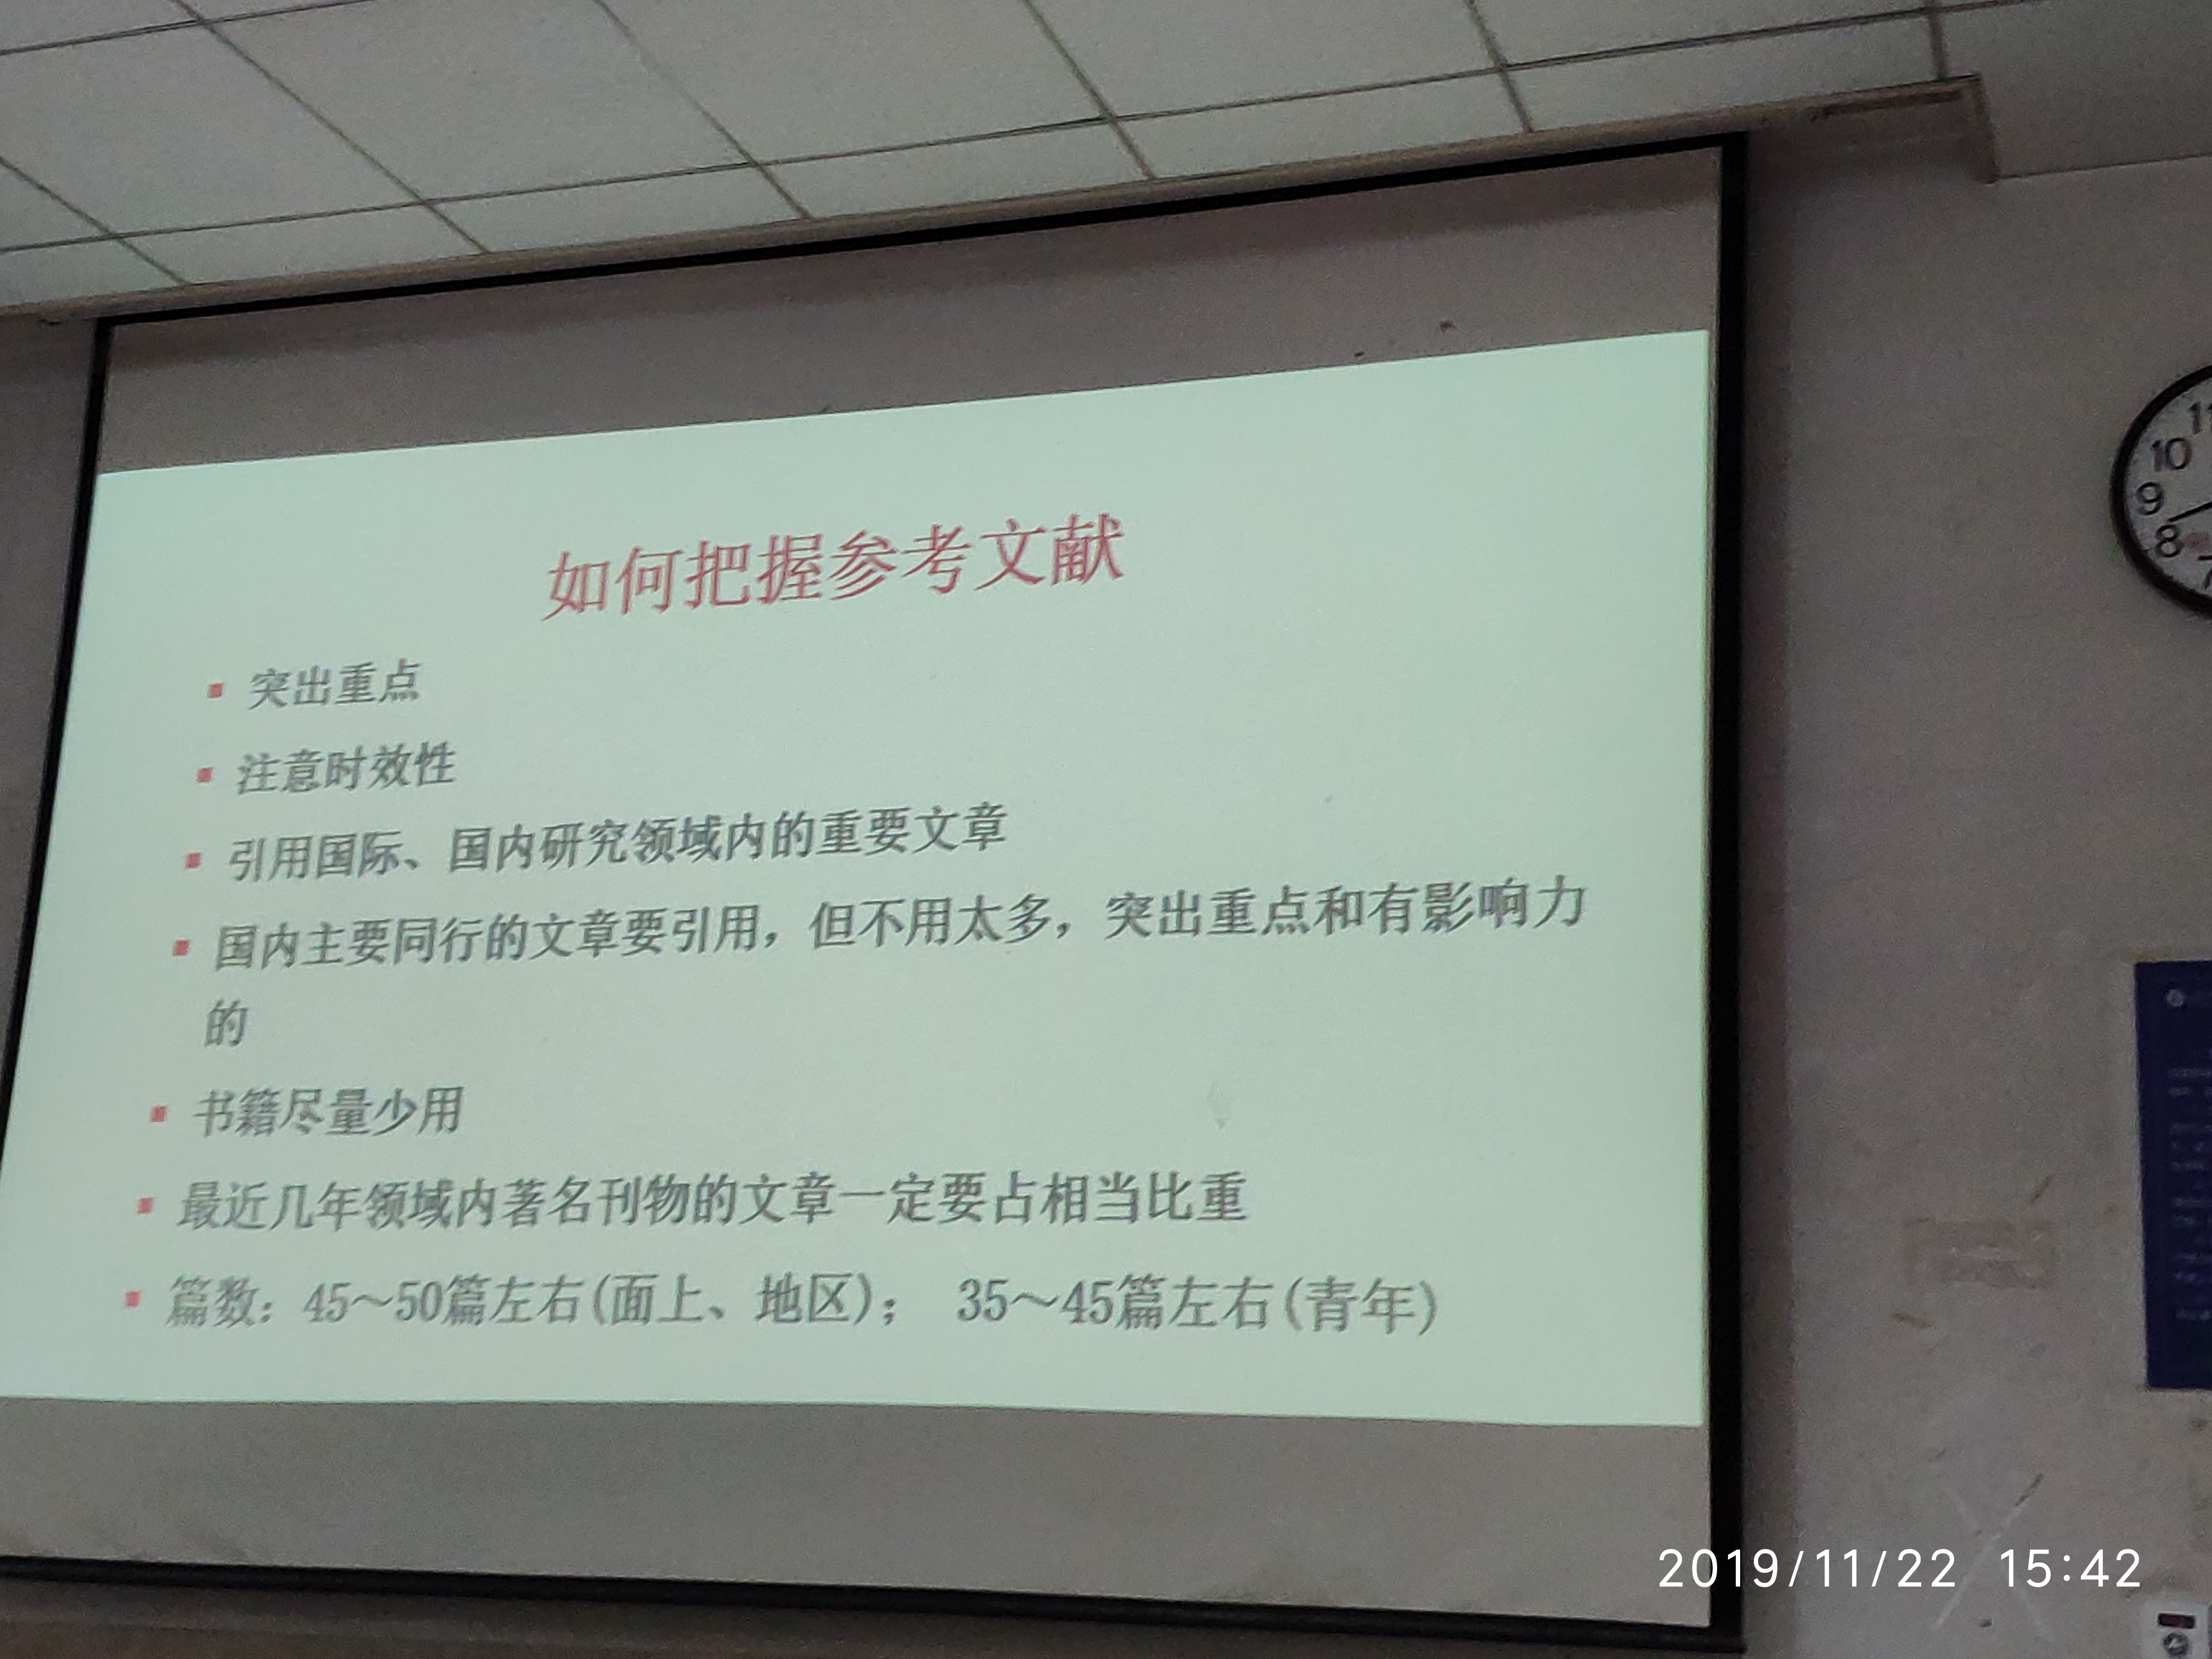 如何把握参考文献
▪ 突出重点
▪ 注意时效性
▪ 引用国际、国内研究领域内的重要文章
▪ 国内主要同行的文章要引用，但不用太多，突出重点和有影响力
的
▪ 书籍尽量少用
▪ 最近几年领域内著名刊物的文章一定要占相当比重
▪ 篇数：45～50篇左右(面上、地区)； 35～45篇左右(青年)
11
10
9
8
7
2019/11/22 15:42